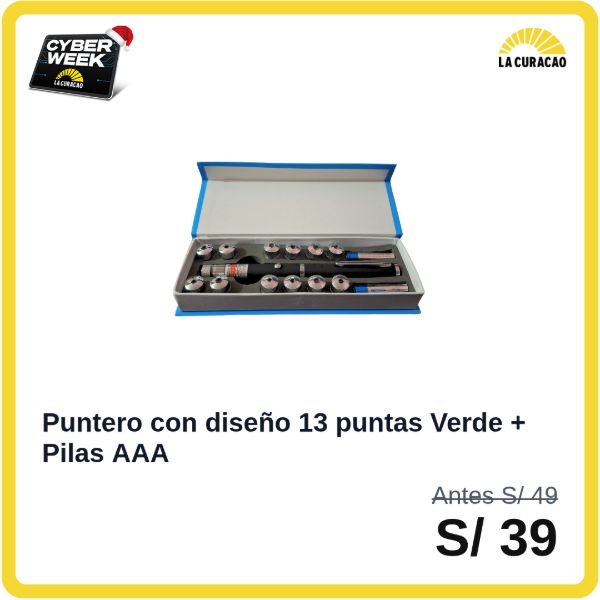 CYBER
WEEK
LA CURACAO
LA CURACAO
Puntero con diseño 13 puntas Verde +
Pilas AAA
Antes S/ 49
S/ 39